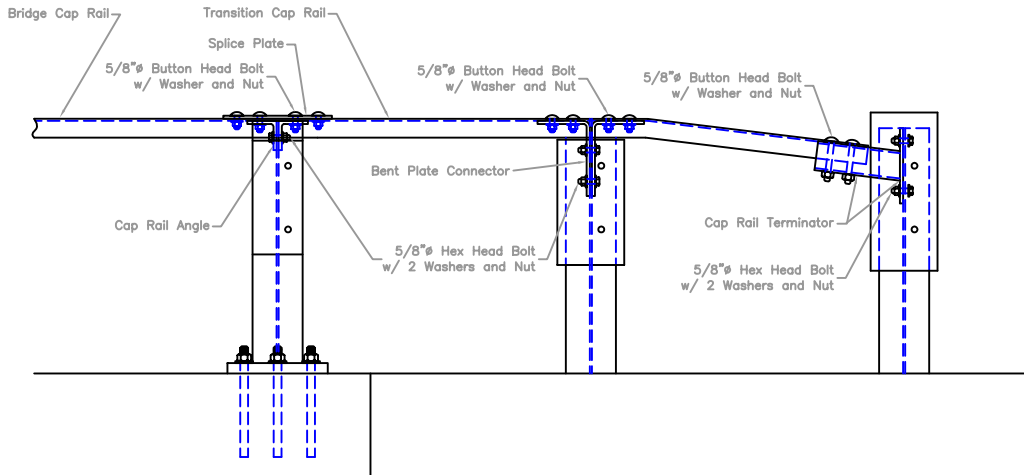 Bridge Cap Rail
Transition Cap Rail
Splice Plate
5/8"ø Button Head Bolt
w/ Washer and Nut
5/8"ø Button Head Bolt
w/ Washer and Nut
5/8"ø Button Head Bolt
w/ Washer and Nut
Bent Plate Connector
Cap Rail Angle
Cap Rail Terminator
5/8"ø Hex Head Bolt
w/ 2 Washers and Nut
5/8"ø Hex Head Bolt
w/ 2 Washers and Nut